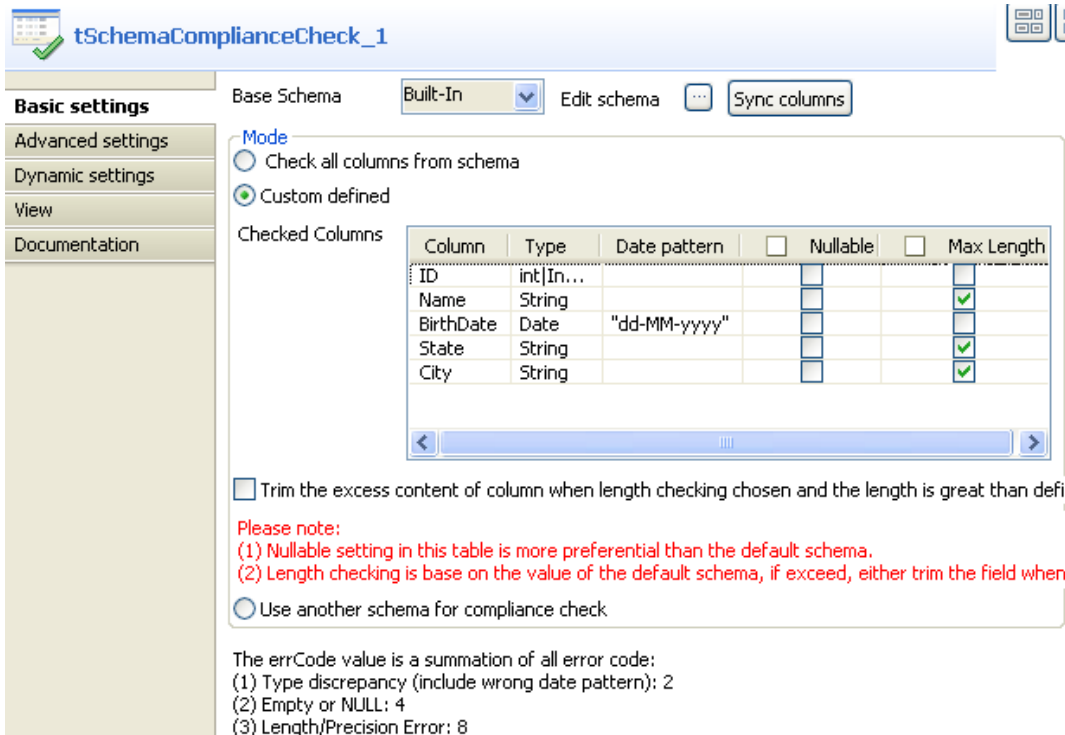 tSchemaComplianceCheck_1
Basic settings
Advanced settings
Dynamic settings
View
Documentation
Base Schema Built-In Edit schema ... Sync columns
Mode
Check all columns from schema
Custom defined
Checked Columns
Column Type Date pattern Nullable Max Length
ID int|In...
Name String
BirthDate Date "dd-MM-yyyy"
State String
City String
Trim the excess content of column when length checking chosen and the length is great than defi
Please note:
(1) Nullable setting in this table is more preferential than the default schema.
(2) Length checking is base on the value of the default schema, if exceed, either trim the field when
Use another schema for compliance check
The errCode value is a summation of all error code:
(1) Type discrepancy (include wrong date pattern): 2
(2) Empty or NULL: 4
(3) Length/Precision Error: 8